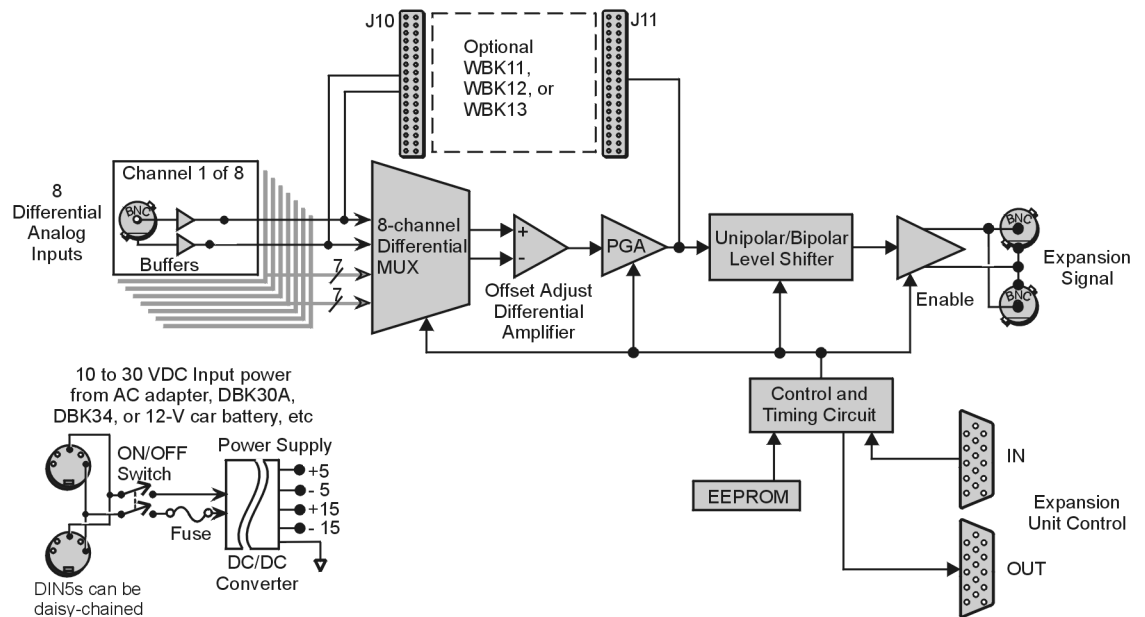 J10
J11
Optional
WBK11,
WBK12, or
WBK13
8
Differential
Analog
Inputs
Channel 1 of 8
BNC
Buffers
7
7
8-channel
Differential
MUX
+
-
Offset Adjust
Differential
Amplifier
PGA
Unipolar/Bipolar
Level Shifter
Enable
BNC
BNC
Expansion
Signal
Control and
Timing Circuit
EEPROM
IN
Expansion
Unit Control
OUT
10 to 30 VDC Input power
from AC adapter, DBK30A,
DBK34, or 12-V car battery, etc
ON/OFF
Switch
Fuse
Power Supply
+5
- 5
+15
- 15
DC/DC
Converter
DIN5s can be
daisy-chained